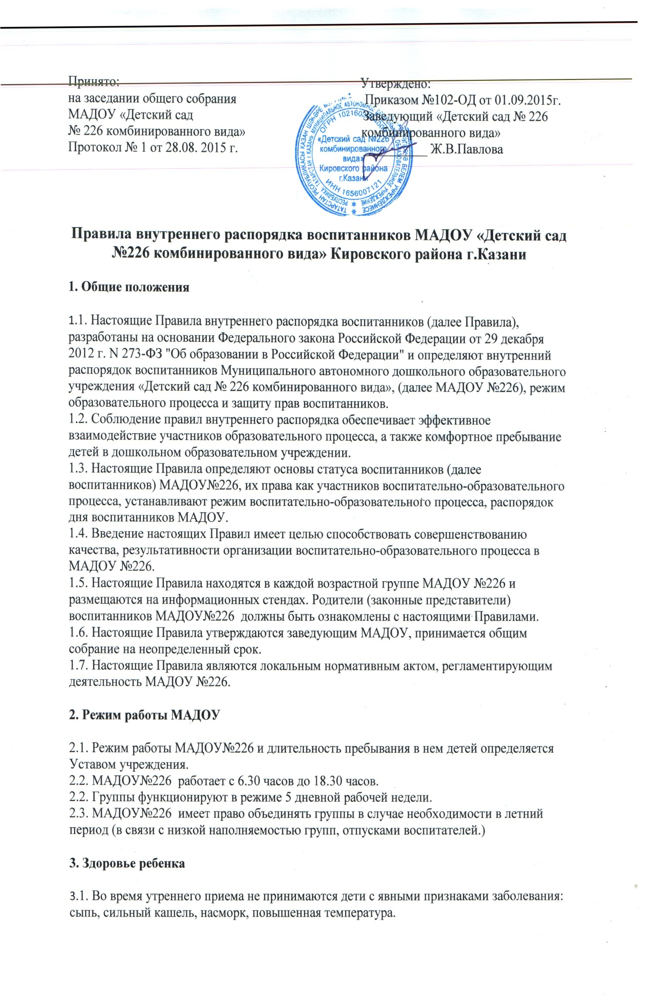 Принято:
на заседании общего собрания
МАДОУ «Детский сад
№ 226 комбинированного вида»
Протокол № 1 от 28.08. 2015 г.
Утверждено:
Приказом №102-ОД от 01.09.2015г.
Заведующий «Детский сад № 226
комбинированного вида»
__________ Ж.В.Павлова
«Детский сад №226
комбинированного
вида»
Кировского района
г.Казани
ИНН 1656007121
Правила внутреннего распорядка воспитанников МАДОУ «Детский сад
№226 комбинированного вида» Кировского района г.Казани
1. Общие положения
1.1. Настоящие Правила внутреннего распорядка воспитанников (далее Правила),
разработаны на основании Федерального закона Российской Федерации от 29 декабря
2012 г. N 273-ФЗ "Об образовании в Российской Федерации" и определяют внутренний
распорядок воспитанников Муниципального автономного дошкольного образовательного
учреждения «Детский сад № 226 комбинированного вида», (далее МАДОУ №226), режим
образовательного процесса и защиту прав воспитанников.
1.2. Соблюдение правил внутреннего распорядка обеспечивает эффективное
взаимодействие участников образовательного процесса, а также комфортное пребывание
детей в дошкольном образовательном учреждении.
1.3. Настоящие Правила определяют основы статуса воспитанников (далее
воспитанников) МАДОУ№226, их права как участников воспитательно-образовательного
процесса, устанавливают режим воспитательно-образовательного процесса, распорядок
дня воспитанников МАДОУ.
1.4. Введение настоящих Правил имеет целью способствовать совершенствованию
качества, результативности организации воспитательно-образовательного процесса в
МАДОУ №226.
1.5. Настоящие Правила находятся в каждой возрастной группе МАДОУ №226 и
размещаются на информационных стендах. Родители (законные представители)
воспитанников МАДОУ№226 должны быть ознакомлены с настоящими Правилами.
1.6. Настоящие Правила утверждаются заведующим МАДОУ, принимается общим
собрание на неопределенный срок.
1.7. Настоящие Правила являются локальным нормативным актом, регламентирующим
деятельность МАДОУ №226.
2. Режим работы МАДОУ
2.1. Режим работы МАДОУ№226 и длительность пребывания в нем детей определяется
Уставом учреждения.
2.2. МАДОУ№226 работает с 6.30 часов до 18.30 часов.
2.2. Группы функционируют в режиме 5 дневной рабочей недели.
2.3. МАДОУ№226 имеет право объединять группы в случае необходимости в летний
период (в связи с низкой наполняемостью групп, отпусками воспитателей.)
3. Здоровье ребенка
3.1. Во время утреннего приема не принимаются дети с явными признаками заболевания:
сыпь, сильный кашель, насморк, повышенная температура.